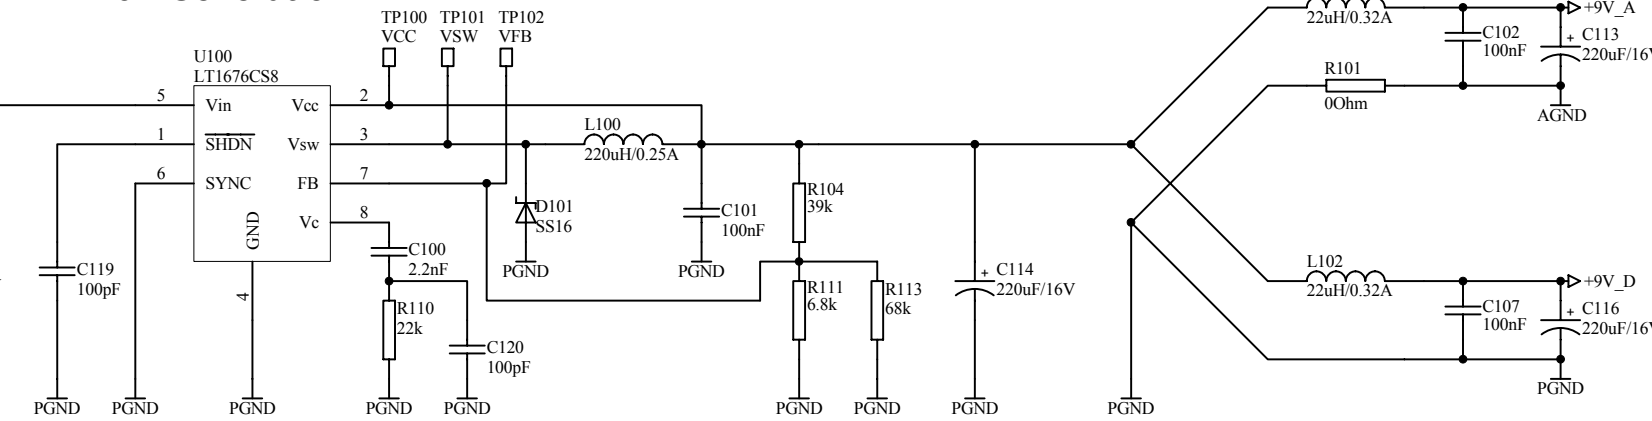 TP100
VCC
TP101
VSW
TP102
VFB
U100
LT1676CS8
5
Vin
Vcc
2
1
SHDN
Vsw
3
6
SYNC
FB
7
Vc
8
GND
4
L100
220uH/0.25A
D101
SS16
PGND
C101
100nF
PGND
R104
39k
C119
100pF
C100
2.2nF
R110
22k
C120
100pF
R111
6.8k
R113
68k
C114
220uF/16V
PGND
PGND
PGND
PGND
PGND
PGND
PGND
PGND
PGND
22uH/0.32A
+9V_A
C102
100nF
C113
220uF/16V
R101
0Ohm
AGND
L102
22uH/0.32A
+9V_D
C107
100nF
C116
220uF/16V
PGND